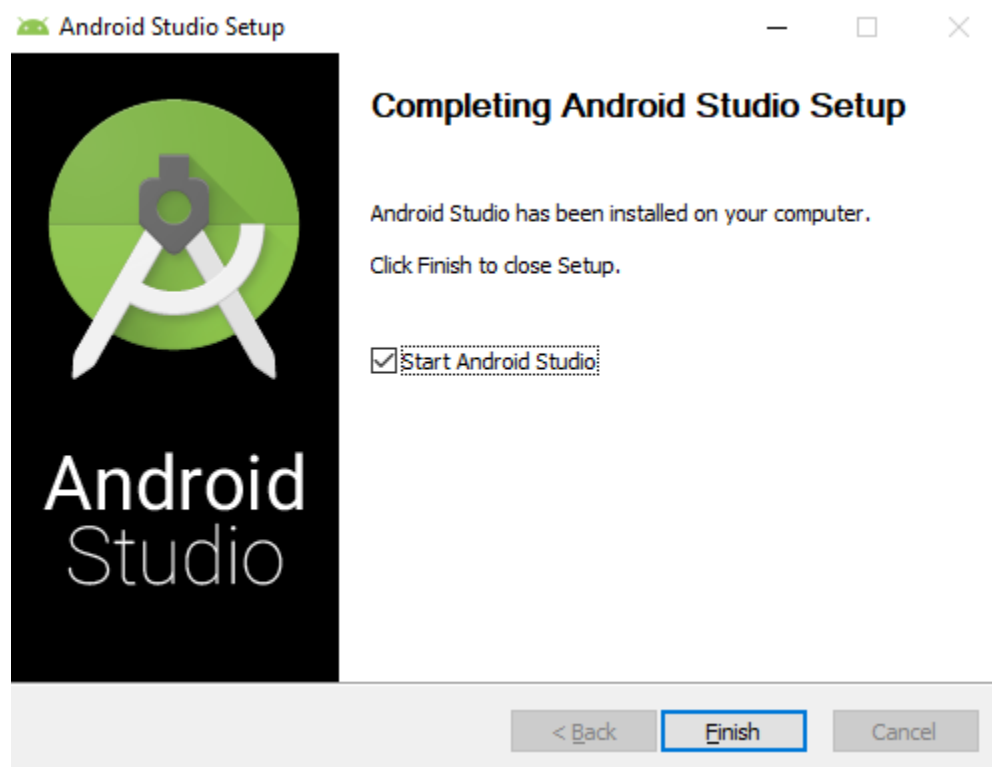 Android Studio Setup
Completing Android Studio Setup
Android Studio has been installed on your computer.
Click Finish to close Setup.
Start Android Studio
Android
Studio
< Back
Finish
Cancel